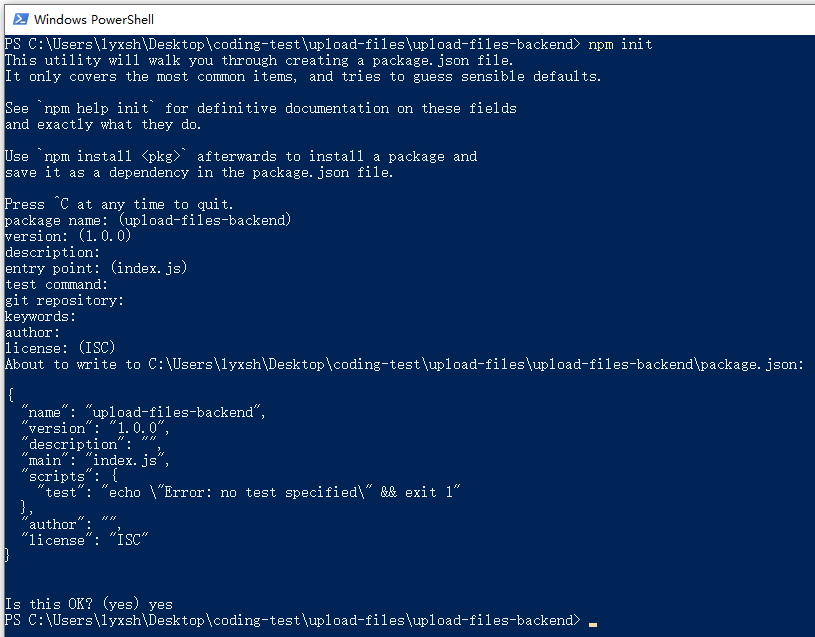 Windows PowerShell
PS C:\Users\lyxsh\Desktop\coding-test\upload-files\upload-files-backend> npm init
This utility will walk you through creating a package.json file.
It only covers the most common items, and tries to guess sensible defaults.
See `npm help init` for definitive documentation on these fields
and exactly what they do.
Use `npm install <pkg>` afterwards to install a package and
save it as a dependency in the package.json file.
Press ^C at any time to quit.
package name: (upload-files-backend)
version: (1.0.0)
description:
entry point: (index.js)
test command:
git repository:
keywords:
author:
license: (ISC)
About to write to C:\Users\lyxsh\Desktop\coding-test\upload-files\upload-files-backend\package.json:
{
  "name": "upload-files-backend",
  "version": "1.0.0",
  "description": "",
  "main": "index.js",
  "scripts": {
    "test": "echo \"Error: no test specified\" && exit 1"
  },
  "author": "",
  "license": "ISC"
}
Is this OK? (yes) yes
PS C:\Users\lyxsh\Desktop\coding-test\upload-files\upload-files-backend>